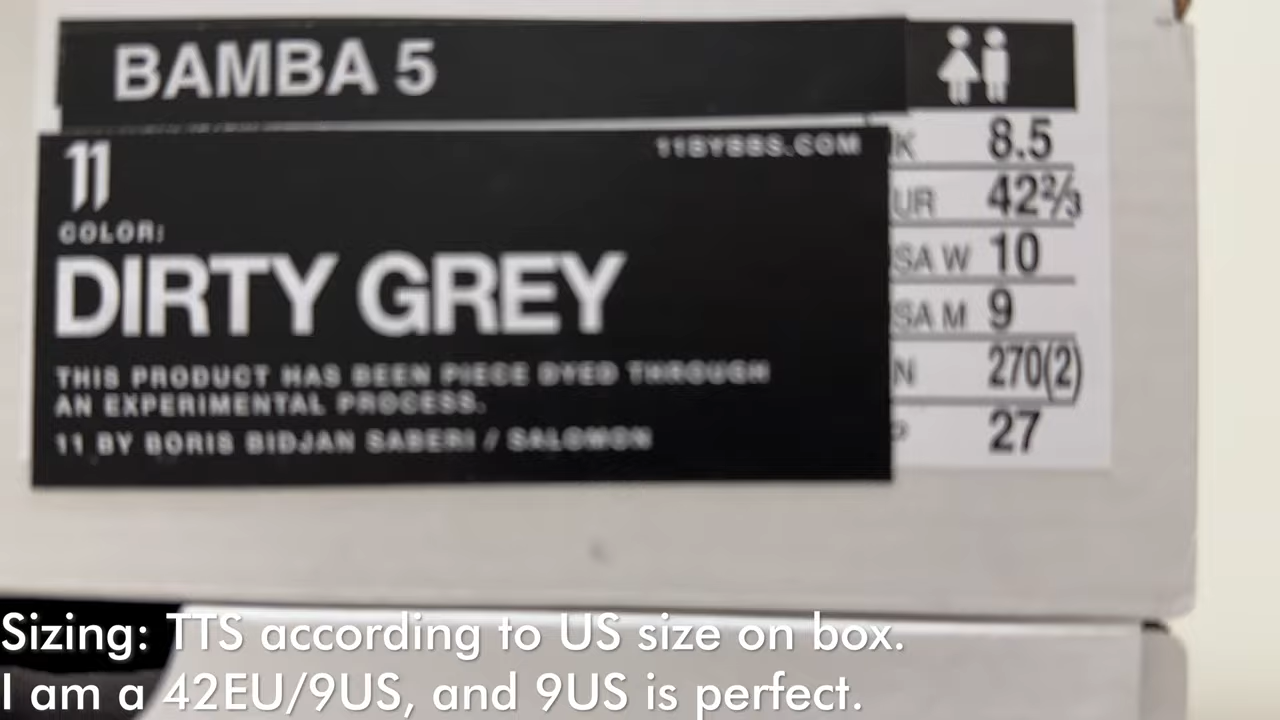 BAMBA 5
11
11BYBBS.COM
COLOR:
DIRTY GREY
THIS PRODUCT HAS BEEN PIECE DYED THROUGH
AN EXPERIMENTAL PROCESS.
11 BY BORIS BIDJAN SABERI / SALOMON
K 8.5
UR 42⅔
SA W 10
SA M 9
N 270(2)
P 27
Sizing: TTS according to US size on box.
I am a 42EU/9US, and 9US is perfect.